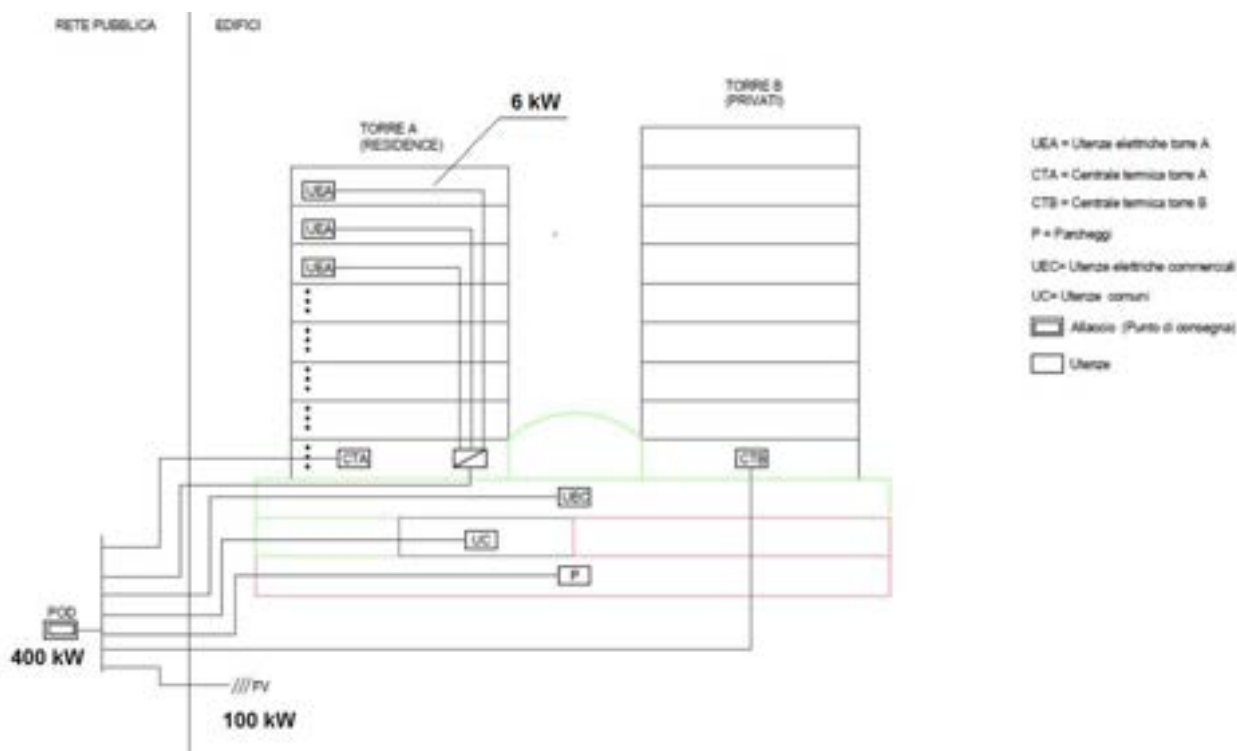 RETE PUBBLICA
EDIFICI
TORRE B
(PRIVATI)
6 kW
TORRE A
(RESIDENCE)
UEA = Utenze elettriche torre A
CTA = Centrale termica torre A
CTB = Centrale termica torre B
P = Parcheggi
UEC= Utenze elettriche commerciali
UC= Utenze comuni
Allaccio (Punto di consegna)
Utenze
UEA
UEA
UEA
CTA
CTB
UEC
UC
P
POD
400 kW
PV
100 kW